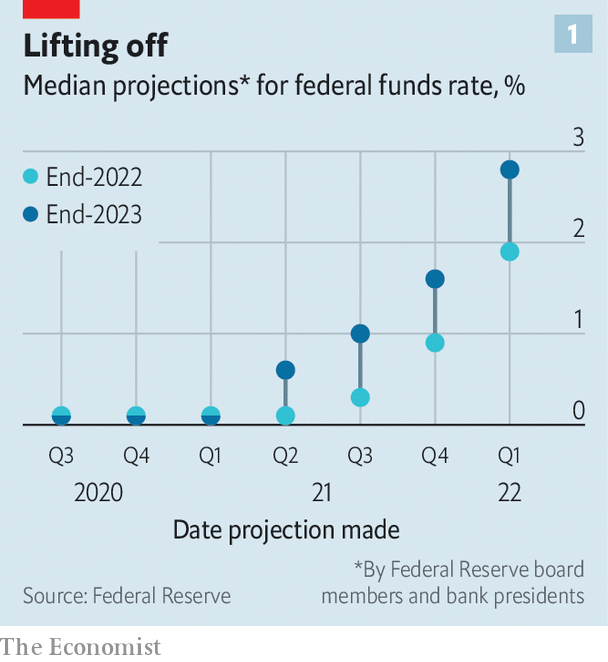 Lifting off
1
Median projections* for federal funds rate, %
3
End-2022
End-2023
2
1
0
Q3 Q4 Q1 Q2 Q3 Q4 Q1
2020 21 22
Date projection made
*By Federal Reserve board
Source: Federal Reserve members and bank presidents
The Economist